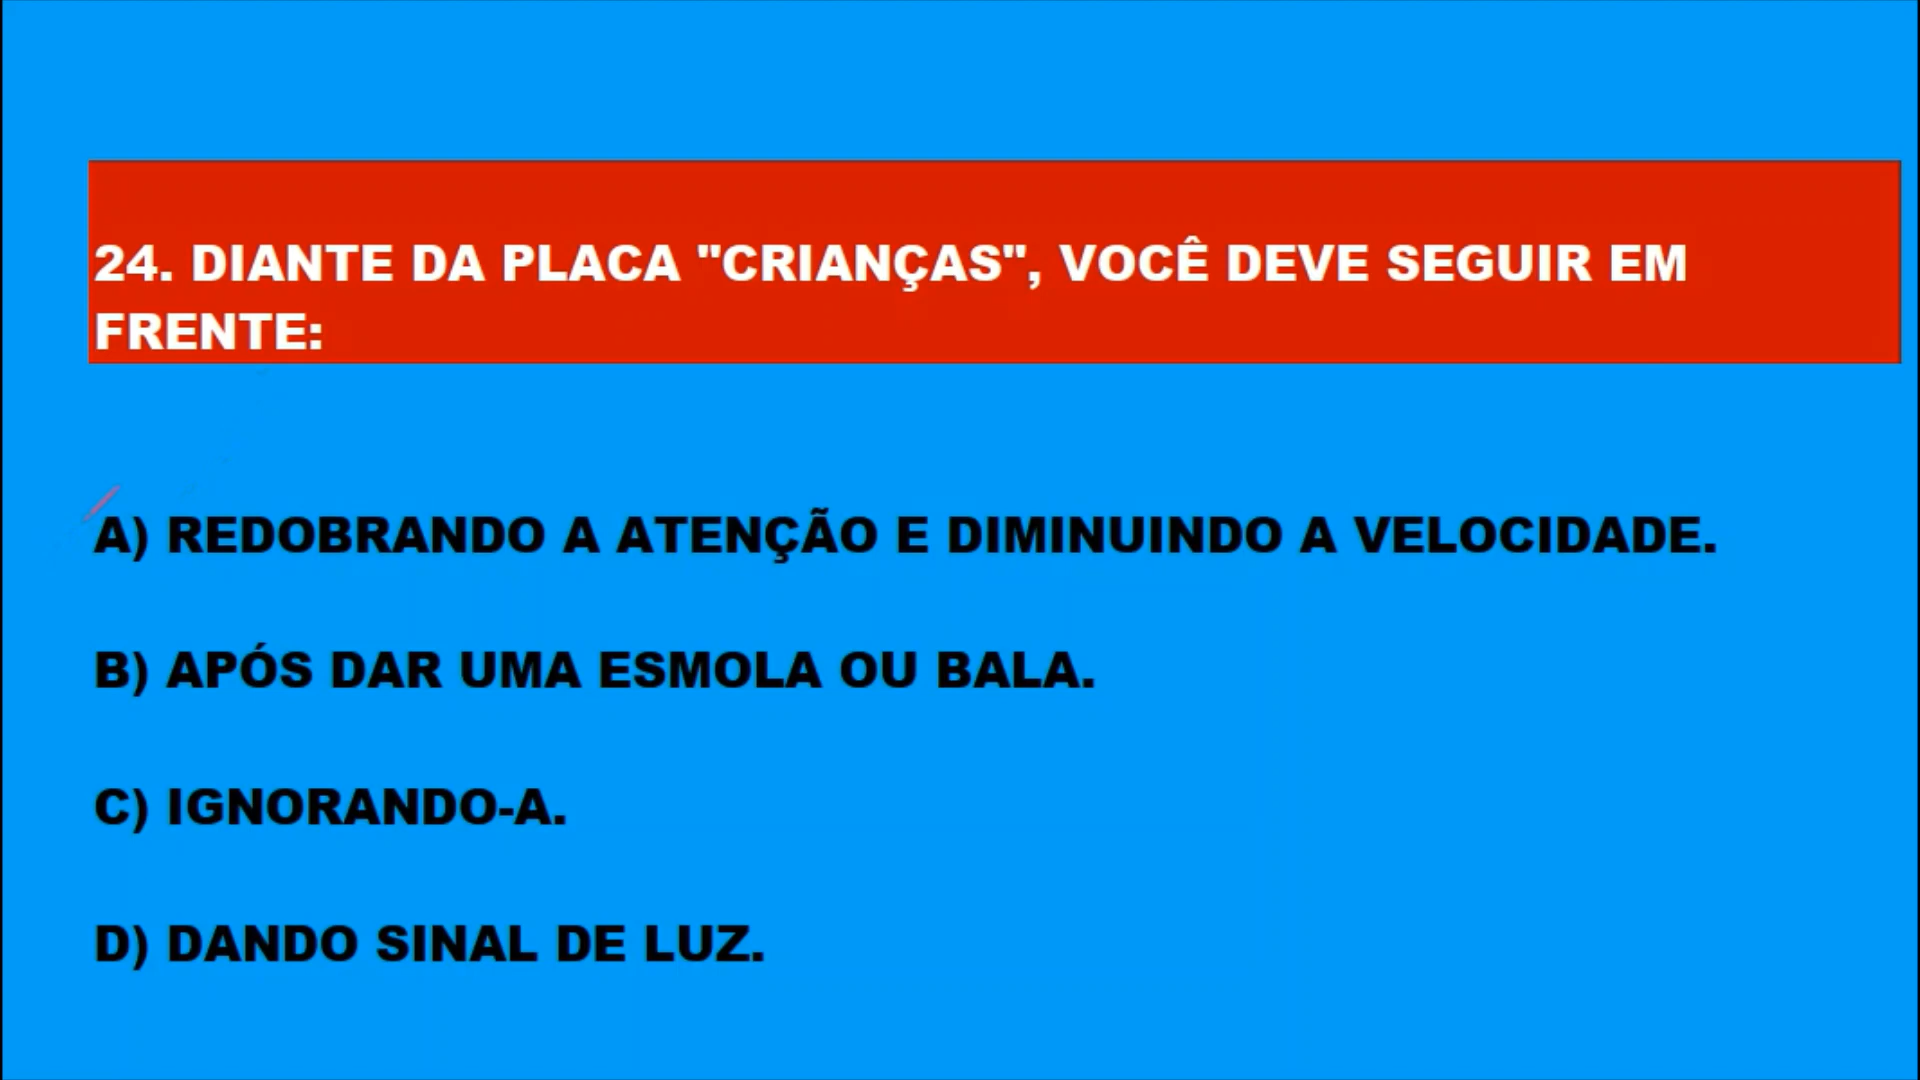 24. DIANTE DA PLACA "CRIANÇAS", VOCÊ DEVE SEGUIR EM
FRENTE:
A) REDOBRANDO A ATENÇÃO E DIMINUINDO A VELOCIDADE.
B) APÓS DAR UMA ESMOLA OU BALA.
C) IGNORANDO-A.
D) DANDO SINAL DE LUZ.